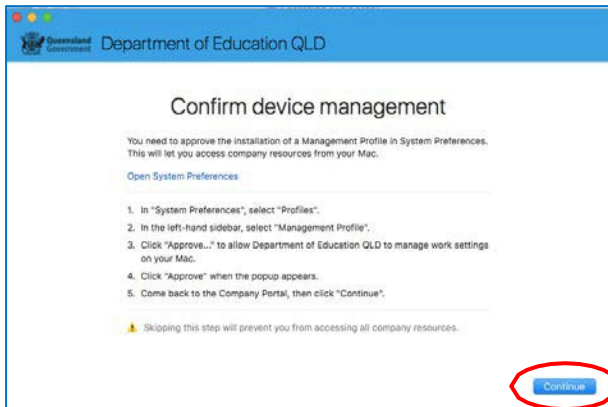 Queensland
Government
Department of Education QLD
Confirm device management
You need to approve the installation of a Management Profile in System Preferences.
This will let you access company resources from your Mac.
Open System Preferences
1. In "System Preferences", select "Profiles".
2. In the left-hand sidebar, select "Management Profile".
3. Click "Approve..." to allow Department of Education QLD to manage work settings
on your Mac.
4. Click "Approve" when the popup appears.
5. Come back to the Company Portal, then click "Continue".
Skipping this step will prevent you from accessing all company resources.
Continue